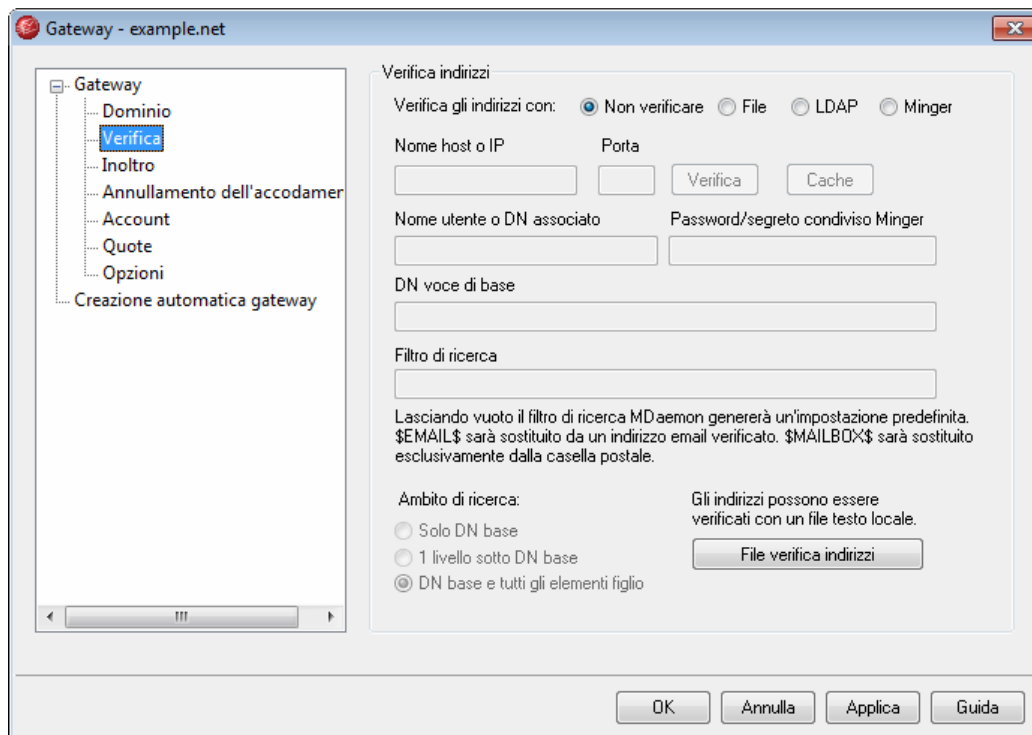 Gateway - example.net
Gateway
Dominio
Verifica
Inoltro
Annullamento dell'accodamer
Account
Quote
Opzioni
Creazione automatica gateway
Verifica indirizzi
Verifica gli indirizzi con: Non verificare File LDAP Minger
Nome host o IP Porta
Verifica Cache
Nome utente o DN associato Password/segreto condiviso Minger
DN voce di base
Filtro di ricerca
Lasciando vuoto il filtro di ricerca MDaemon genererà un'impostazione predefinita.
$EMAIL$ sarà sostituito da un indirizzo email verificato. $MAILBOX$ sarà sostituito
esclusivamente dalla casella postale.
Ambito di ricerca:
Solo DN base
1 livello sotto DN base
DN base e tutti gli elementi figlio
Gli indirizzi possono essere
verificati con un file testo locale.
File verifica indirizzi
OK Annulla Applica Guida